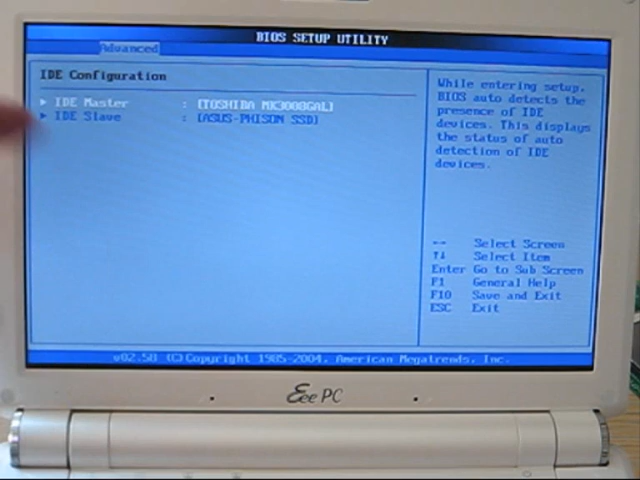 BIOS SETUP UTILITY
Advanced
IDE Configuration
IDE Master : [TOSHIBA MK3008GAL]
IDE Slave : [ASUS-PHISON SSD]
While entering setup,
BIOS auto detects the
presence of IDE
devices. This displays
the status of auto
detection of IDE
devices.
↔ Select Screen
↑↓ Select Item
Enter Go to Sub Screen
F1 General Help
F10 Save and Exit
ESC Exit
v02.58 (C)Copyright 1985-2004, American Megatrends, Inc.
Eee PC